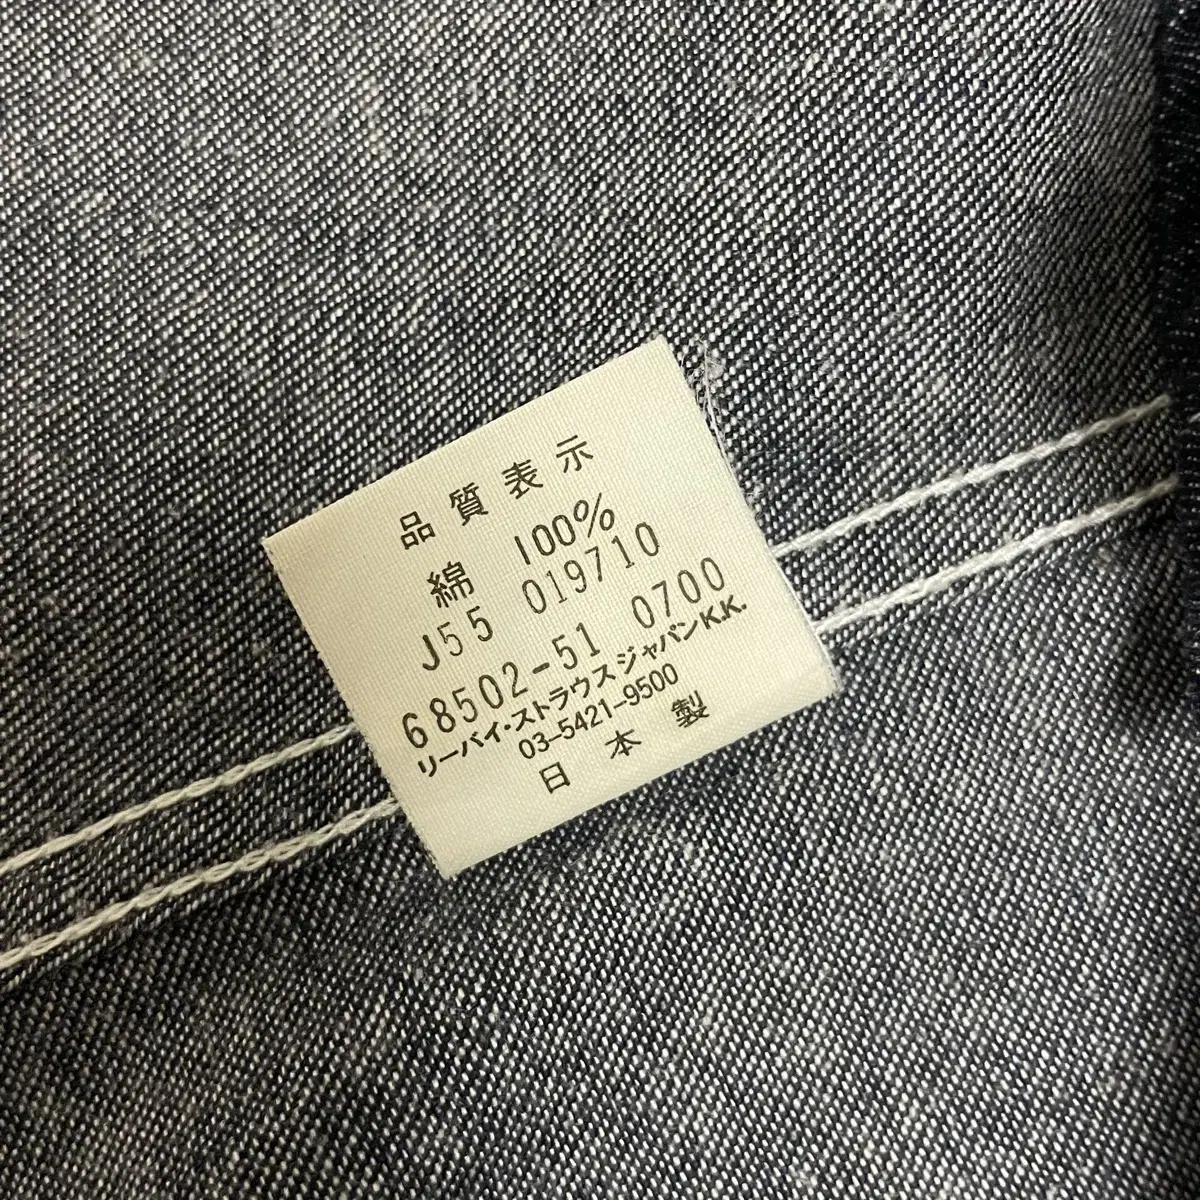 品質表示
綿 100%
J55 019710
68502-51 0700
リーバイ・ストラウス ジャパンK.K.
03-5421-9500
日本製